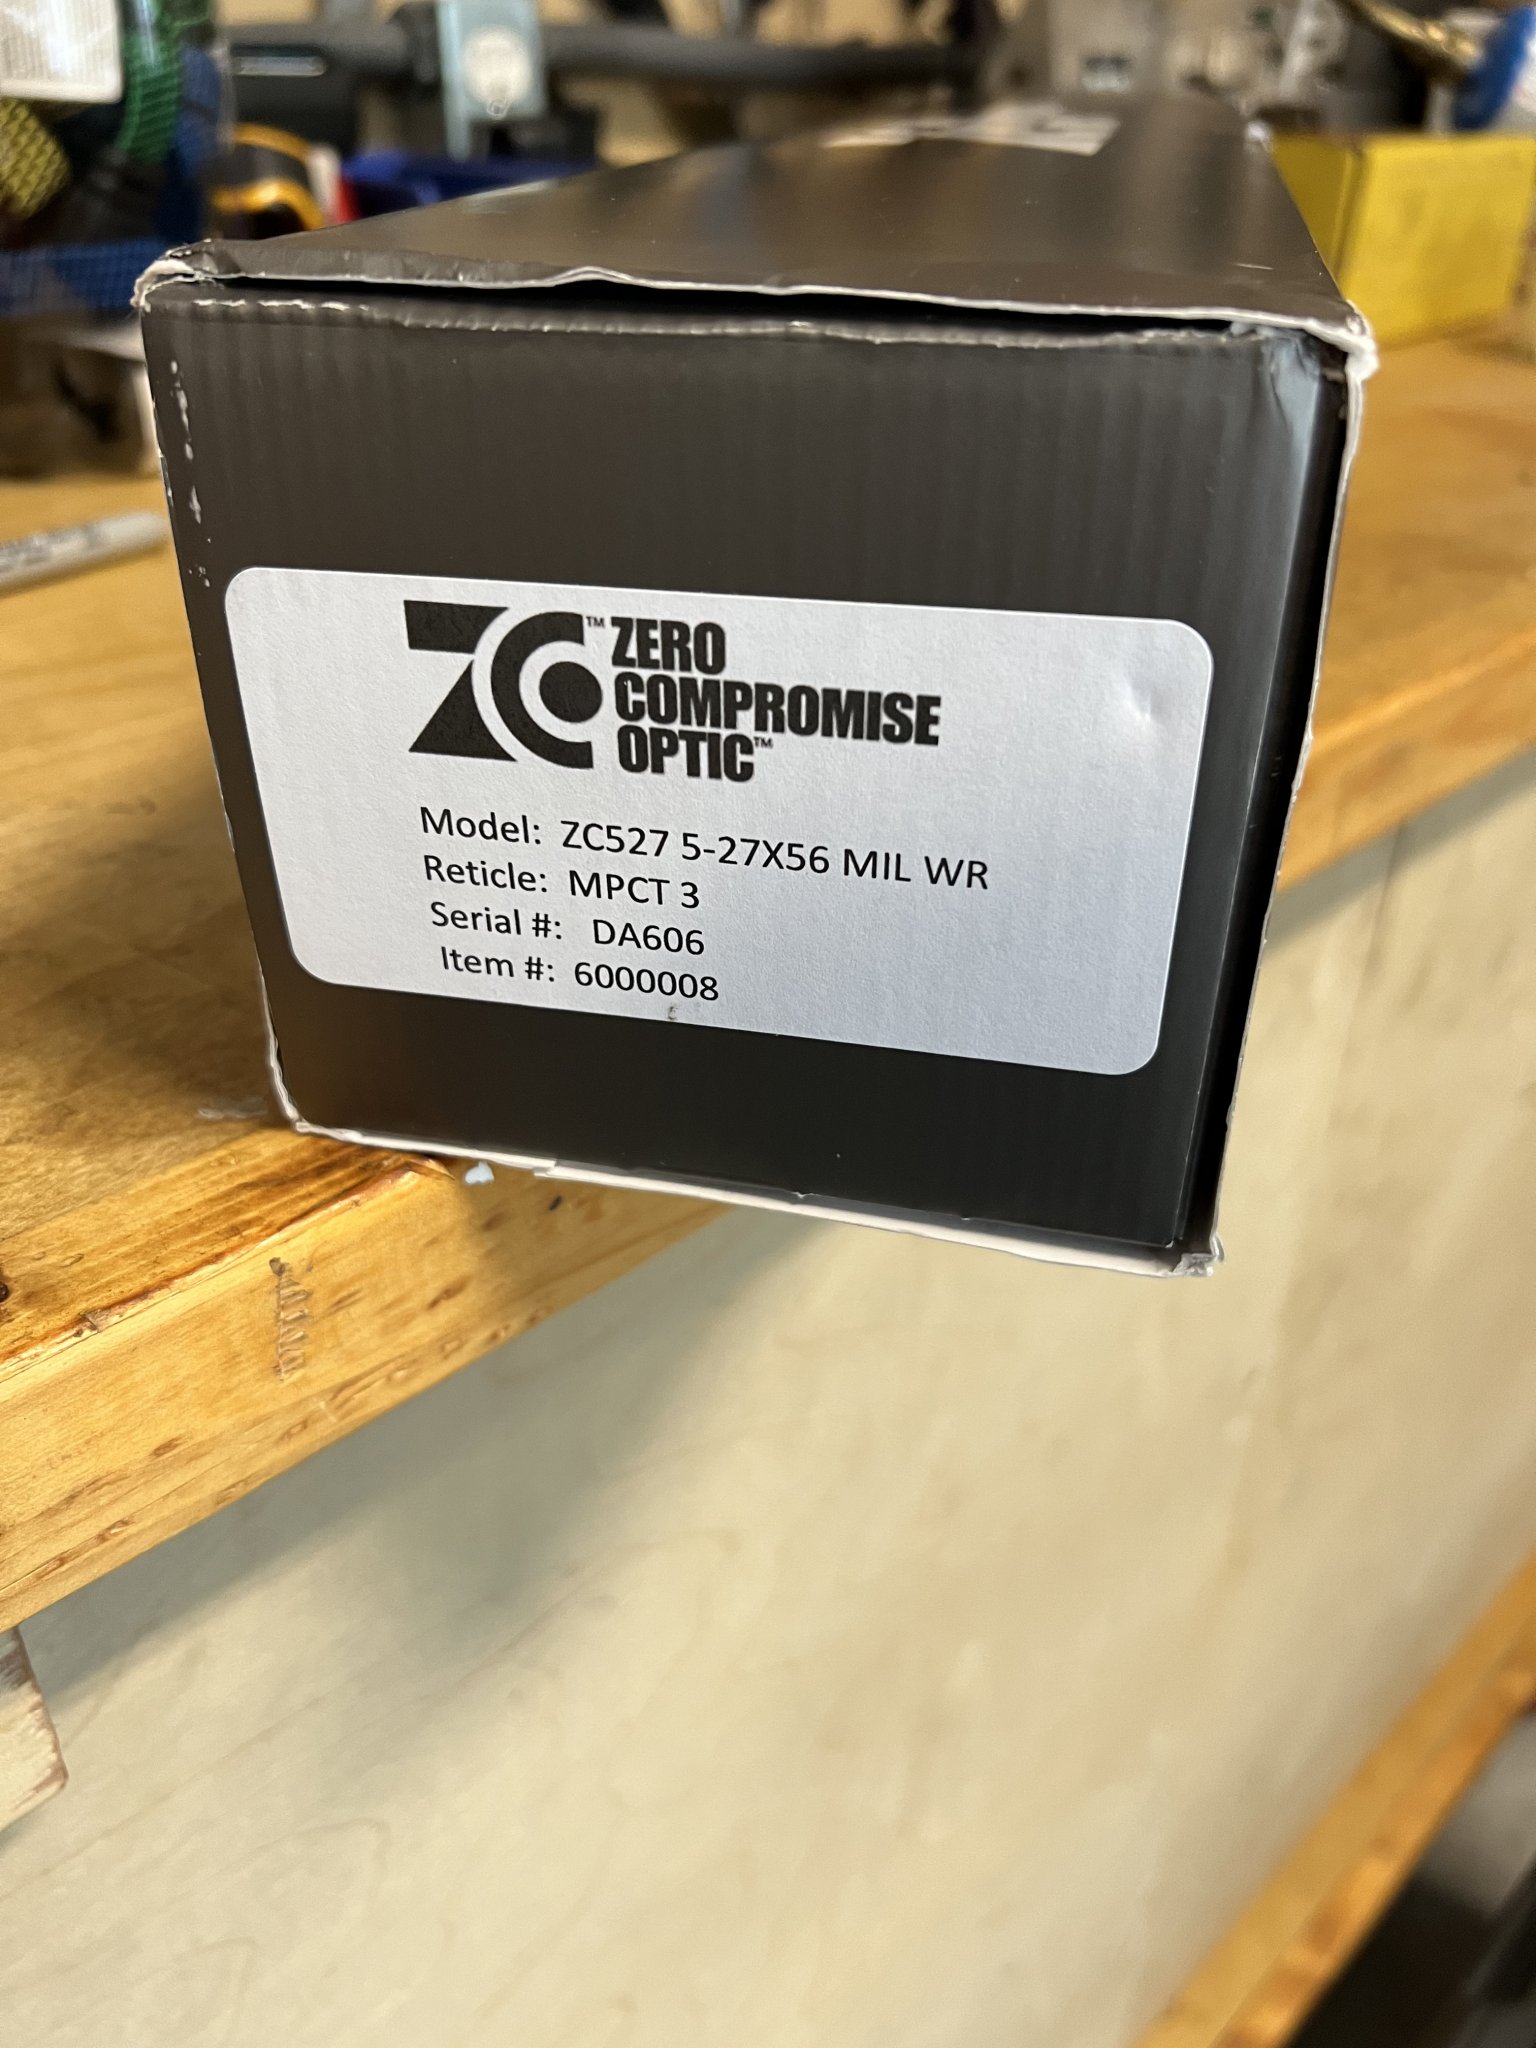 ZC™ ZERO
COMPROMISE
OPTIC™
Model: ZC527 5-27X56 MIL WR
Reticle: MPCT 3
Serial #: DA606
Item #: 6000008